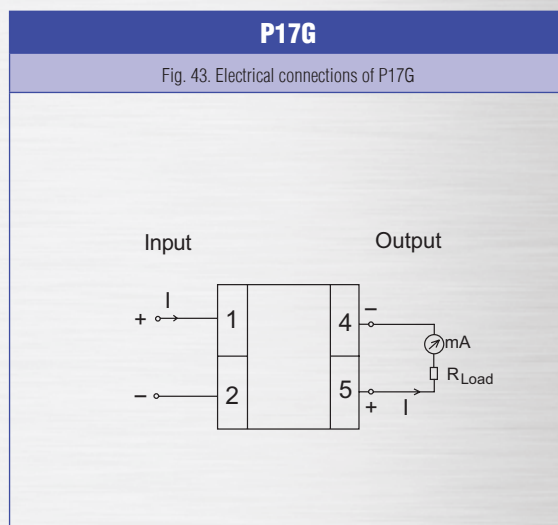 P17G
Fig. 43. Electrical connections of P17G
Input Output
I
+ 1 4 −
mA
R Load
− 2 5 + I